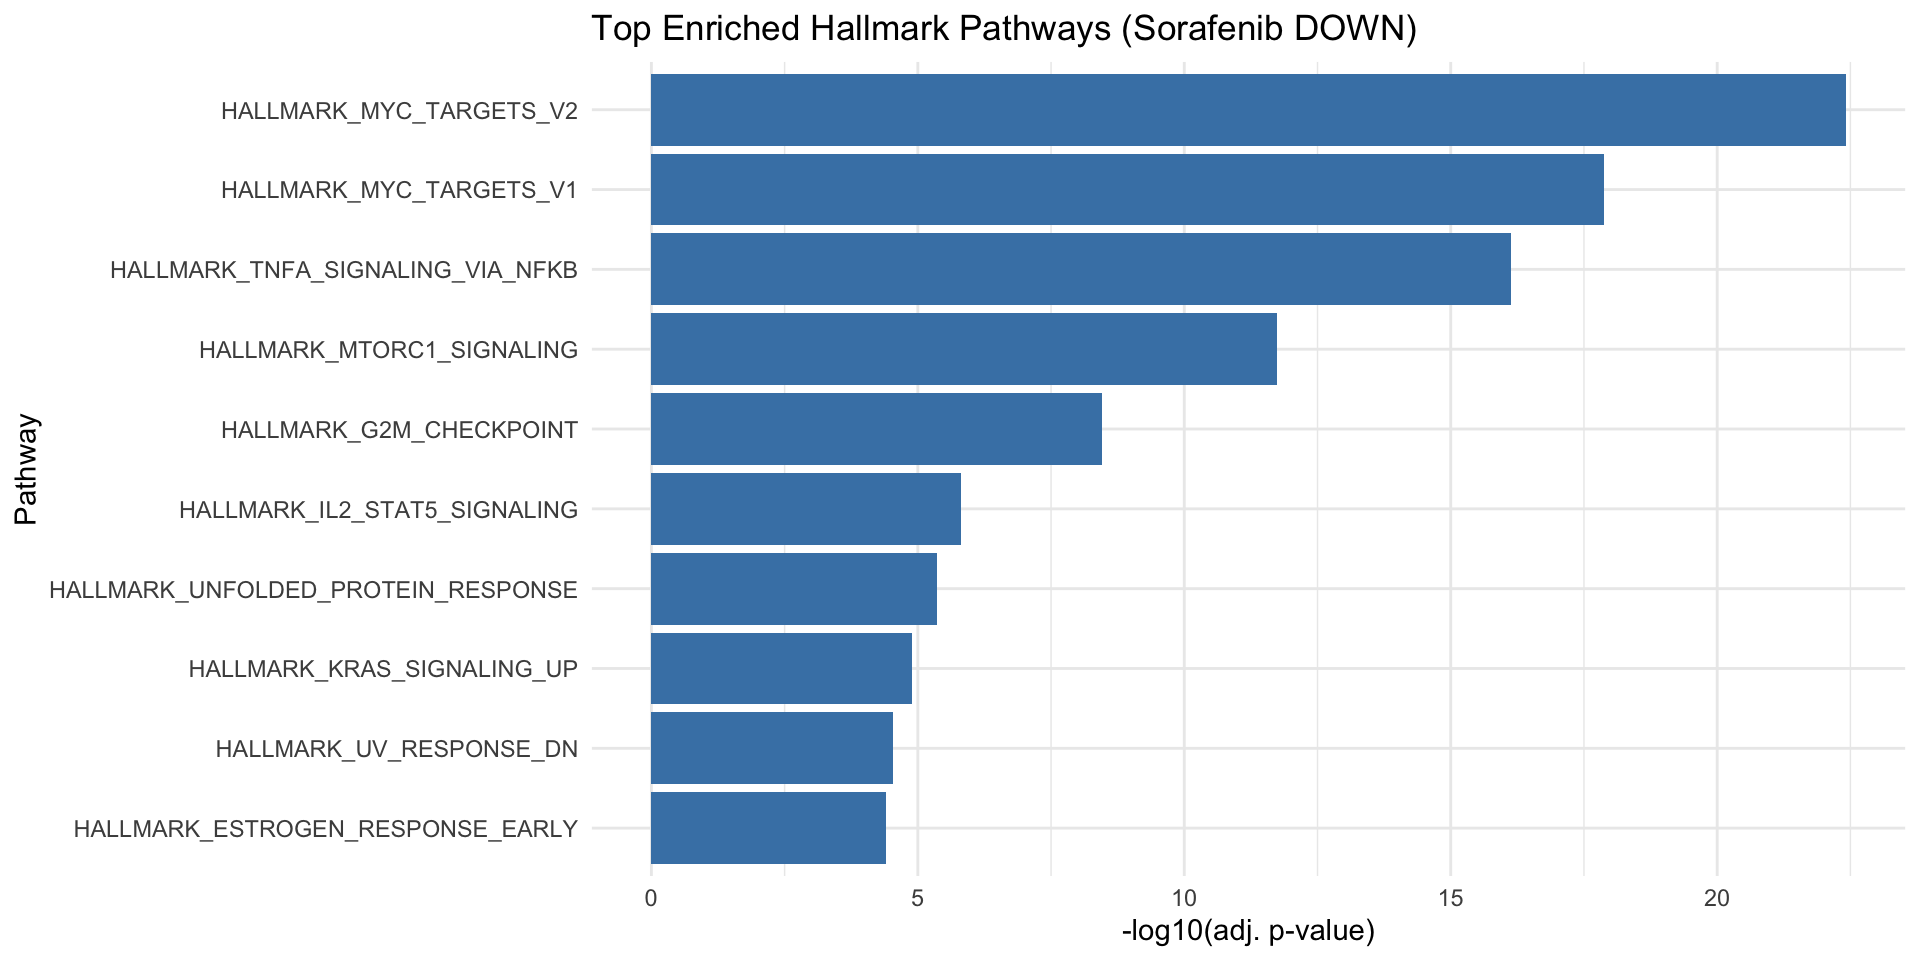 Top Enriched Hallmark Pathways (Sorafenib DOWN)
Pathway
HALLMARK_MYC_TARGETS_V2
HALLMARK_MYC_TARGETS_V1
HALLMARK_TNFA_SIGNALING_VIA_NFKB
HALLMARK_MTORC1_SIGNALING
HALLMARK_G2M_CHECKPOINT
HALLMARK_IL2_STAT5_SIGNALING
HALLMARK_UNFOLDED_PROTEIN_RESPONSE
HALLMARK_KRAS_SIGNALING_UP
HALLMARK_UV_RESPONSE_DN
HALLMARK_ESTROGEN_RESPONSE_EARLY
0 5 10 15 20
-log10(adj. p-value)